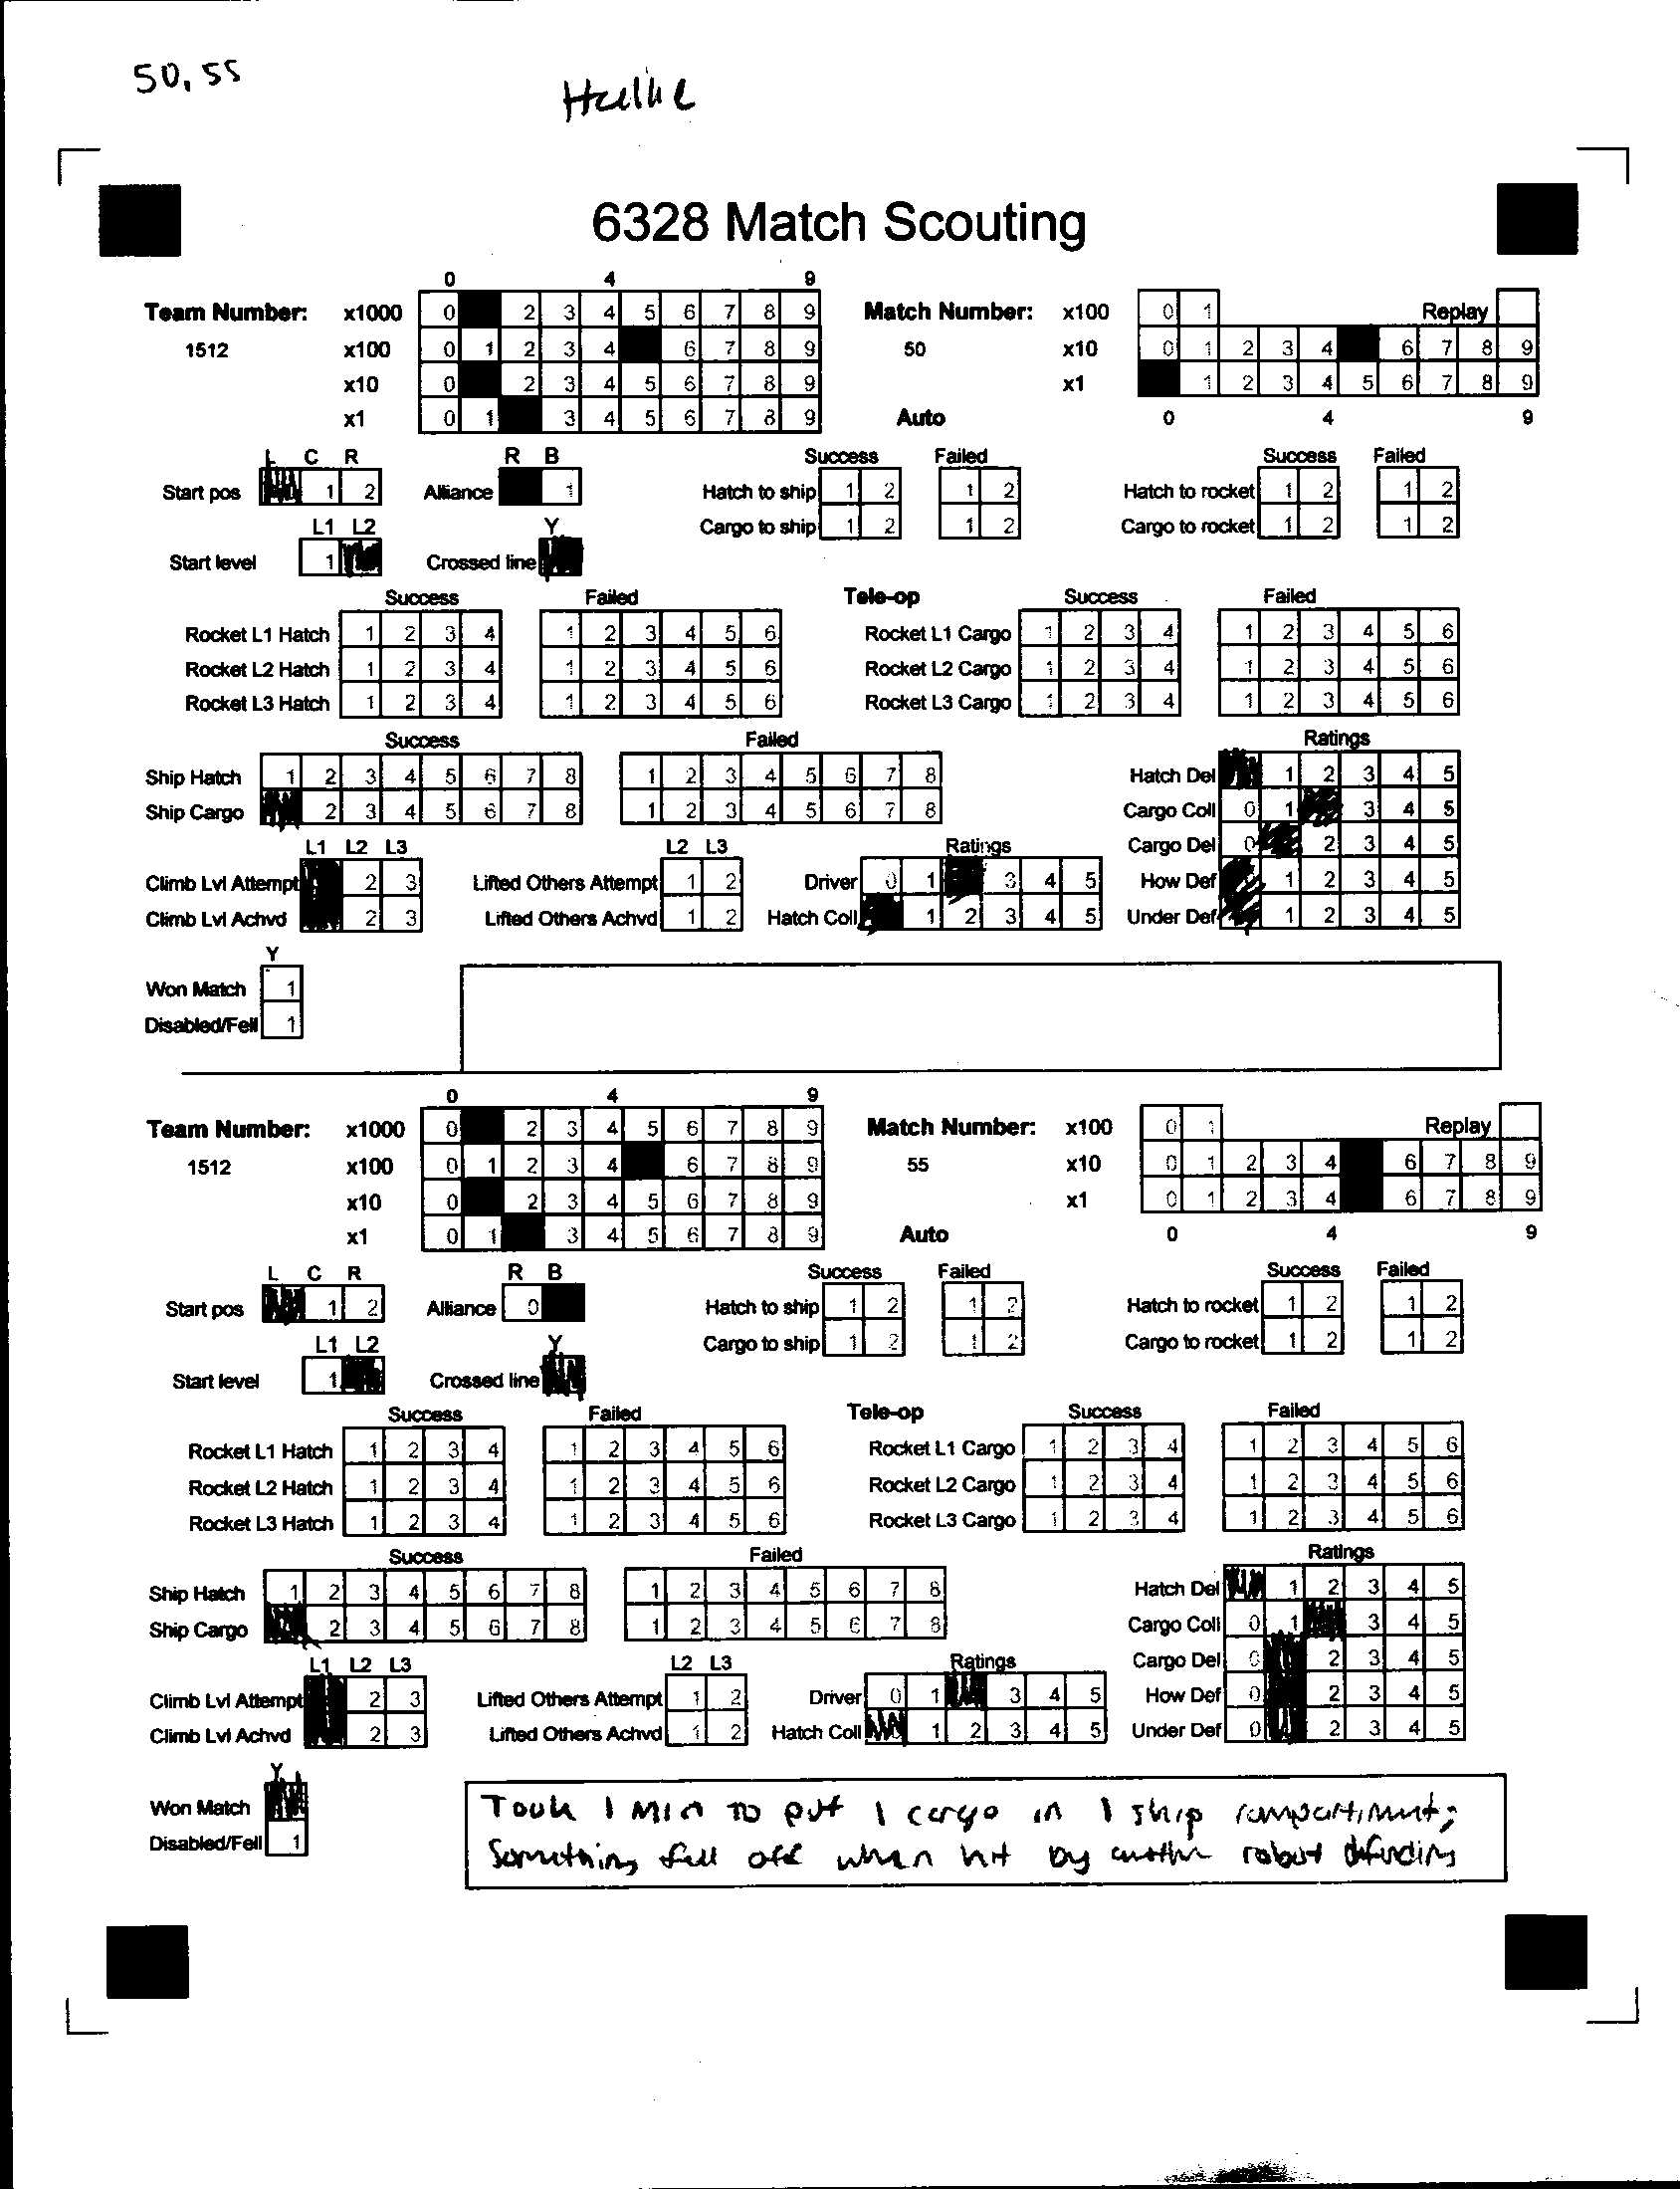 50, 55
Hallie
6328 Match Scouting
0 4 9
Team Number: x1000 0 2 3 4 5 6 7 8 9 Match Number: x100 0 1 Replay
1512 x100 0 1 2 3 4 6 7 8 9 50 x10 0 1 2 3 4 6 7 8 9
x10 0 2 3 4 5 6 7 8 9 x1 1 2 3 4 5 6 7 8 9
x1 0 1 3 4 5 6 7 8 9 Auto 0 4 9
L C R R B Success Failed Success Failed
Start pos 1 2 Alliance 1 Hatch to ship 1 2 1 2 Hatch to rocket 1 2 1 2
L1 L2 Y Cargo to ship 1 2 1 2 Cargo to rocket 1 2 1 2
Start level 1 Crossed line
Success Failed Tele-op Success Failed
Rocket L1 Hatch 1 2 3 4 1 2 3 4 5 6 Rocket L1 Cargo 1 2 3 4 1 2 3 4 5 6
Rocket L2 Hatch 1 2 3 4 1 2 3 4 5 6 Rocket L2 Cargo 1 2 3 4 1 2 3 4 5 6
Rocket L3 Hatch 1 2 3 4 1 2 3 4 5 6 Rocket L3 Cargo 1 2 3 4 1 2 3 4 5 6
Success Failed Ratings
Ship Hatch 1 2 3 4 5 6 7 8 1 2 3 4 5 6 7 8 Hatch Del 1 2 3 4 5
Ship Cargo 2 3 4 5 6 7 8 1 2 3 4 5 6 7 8 Cargo Coll 0 1 3 4 5
L1 L2 L3 L2 L3 Ratings Cargo Del 0 2 3 4 5
Climb Lvl Attempt 2 3 Lifted Others Attempt 1 2 Driver 0 1 3 4 5 How Def 1 2 3 4 5
Climb Lvl Achvd 2 3 Lifted Others Achvd 1 2 Hatch Coll 1 2 3 4 5 Under Def 1 2 3 4 5
Y
Won Match 1
Disabled/Fell 1
0 4 9
Team Number: x1000 0 2 3 4 5 6 7 8 9 Match Number: x100 0 1 Replay
1512 x100 0 1 2 3 4 6 7 8 9 55 x10 0 1 2 3 4 6 7 8 9
x10 0 2 3 4 5 6 7 8 9 x1 0 1 2 3 4 6 7 8 9
x1 0 1 3 4 5 6 7 8 9 Auto 0 4 9
L C R R B Success Failed Success Failed
Start pos 1 2 Alliance 0 Hatch to ship 1 2 1 2 Hatch to rocket 1 2 1 2
L1 L2 Y Cargo to ship 1 2 1 2 Cargo to rocket 1 2 1 2
Start level 1 Crossed line
Success Failed Tele-op Success Failed
Rocket L1 Hatch 1 2 3 4 1 2 3 4 5 6 Rocket L1 Cargo 1 2 3 4 1 2 3 4 5 6
Rocket L2 Hatch 1 2 3 4 1 2 3 4 5 6 Rocket L2 Cargo 1 2 3 4 1 2 3 4 5 6
Rocket L3 Hatch 1 2 3 4 1 2 3 4 5 6 Rocket L3 Cargo 1 2 3 4 1 2 3 4 5 6
Success Failed Ratings
Ship Hatch 1 2 3 4 5 6 7 8 1 2 3 4 5 6 7 8 Hatch Del 1 2 3 4 5
Ship Cargo 2 3 4 5 6 7 8 1 2 3 4 5 6 7 8 Cargo Coll 0 1 3 4 5
L1 L2 L3 L2 L3 Ratings Cargo Del 0 2 3 4 5
Climb Lvl Attempt 2 3 Lifted Others Attempt 1 2 Driver 0 1 3 4 5 How Def 0 2 3 4 5
Climb Lvl Achvd 2 3 Lifted Others Achvd 1 2 Hatch Coll 1 2 3 4 5 Under Def 0 2 3 4 5
Y
Won Match
Disabled/Fell 1
Took 1 min to put 1 cargo in 1 ship compartiment;
Something fell off when hit by another robot defending